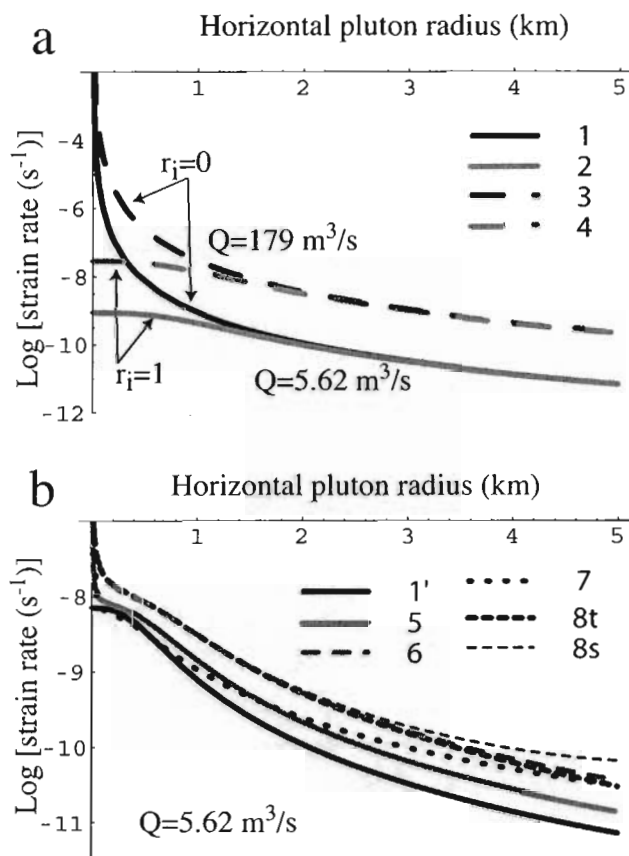 a
Horizontal pluton radius (km)
1 2 3 4 5
Log [strain rate (s⁻¹)]
-4
-6
-8
-10
-12
rᵢ=0
Q=179 m³/s
rᵢ=1
Q=5.62 m³/s
1
2
3
4
b
Horizontal pluton radius (km)
1 2 3 4 5
Log [strain rate (s⁻¹)]
-8
-9
-10
-11
1'
5
6
7
8t
8s
Q=5.62 m³/s